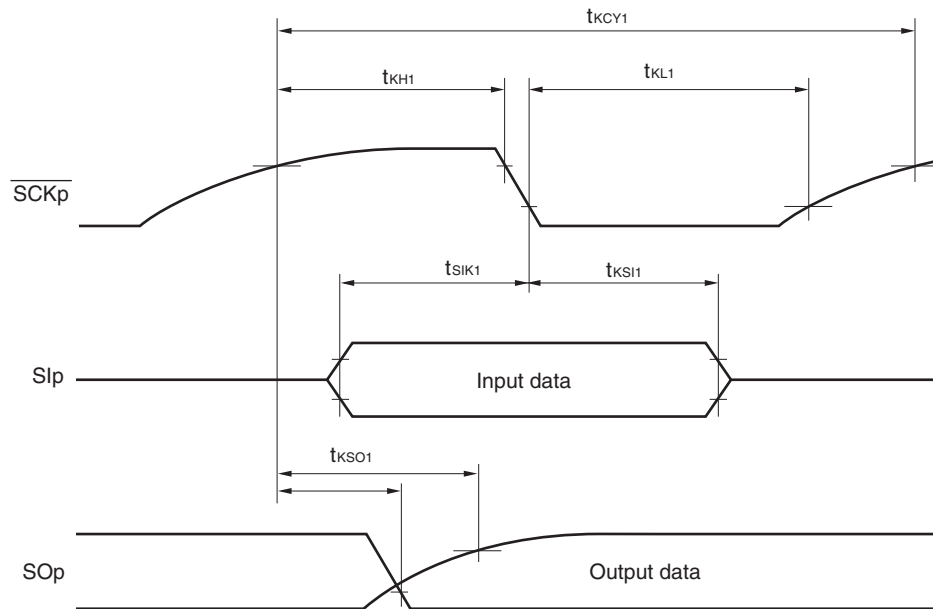 tKCY1
tKH1
tKL1
SCKp
tSIK1
tKSI1
SIp
Input data
tKSO1
SOp
Output data